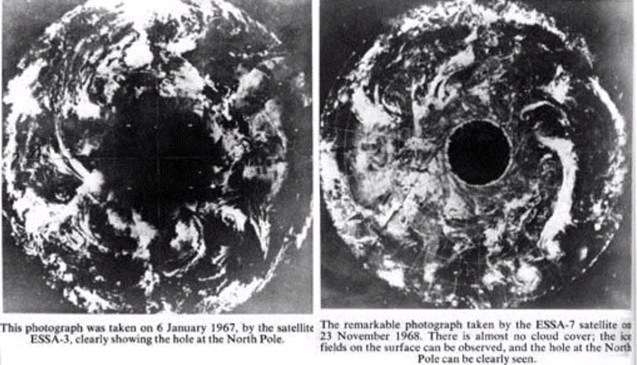 This photograph was taken on 6 January 1967, by the satellite
ESSA-3, clearly showing the hole at the North Pole.
The remarkable photograph taken by the ESSA-7 satellite on
23 November 1968. There is almost no cloud cover; the ice
fields on the surface can be observed, and the hole at the North
Pole can be clearly seen.